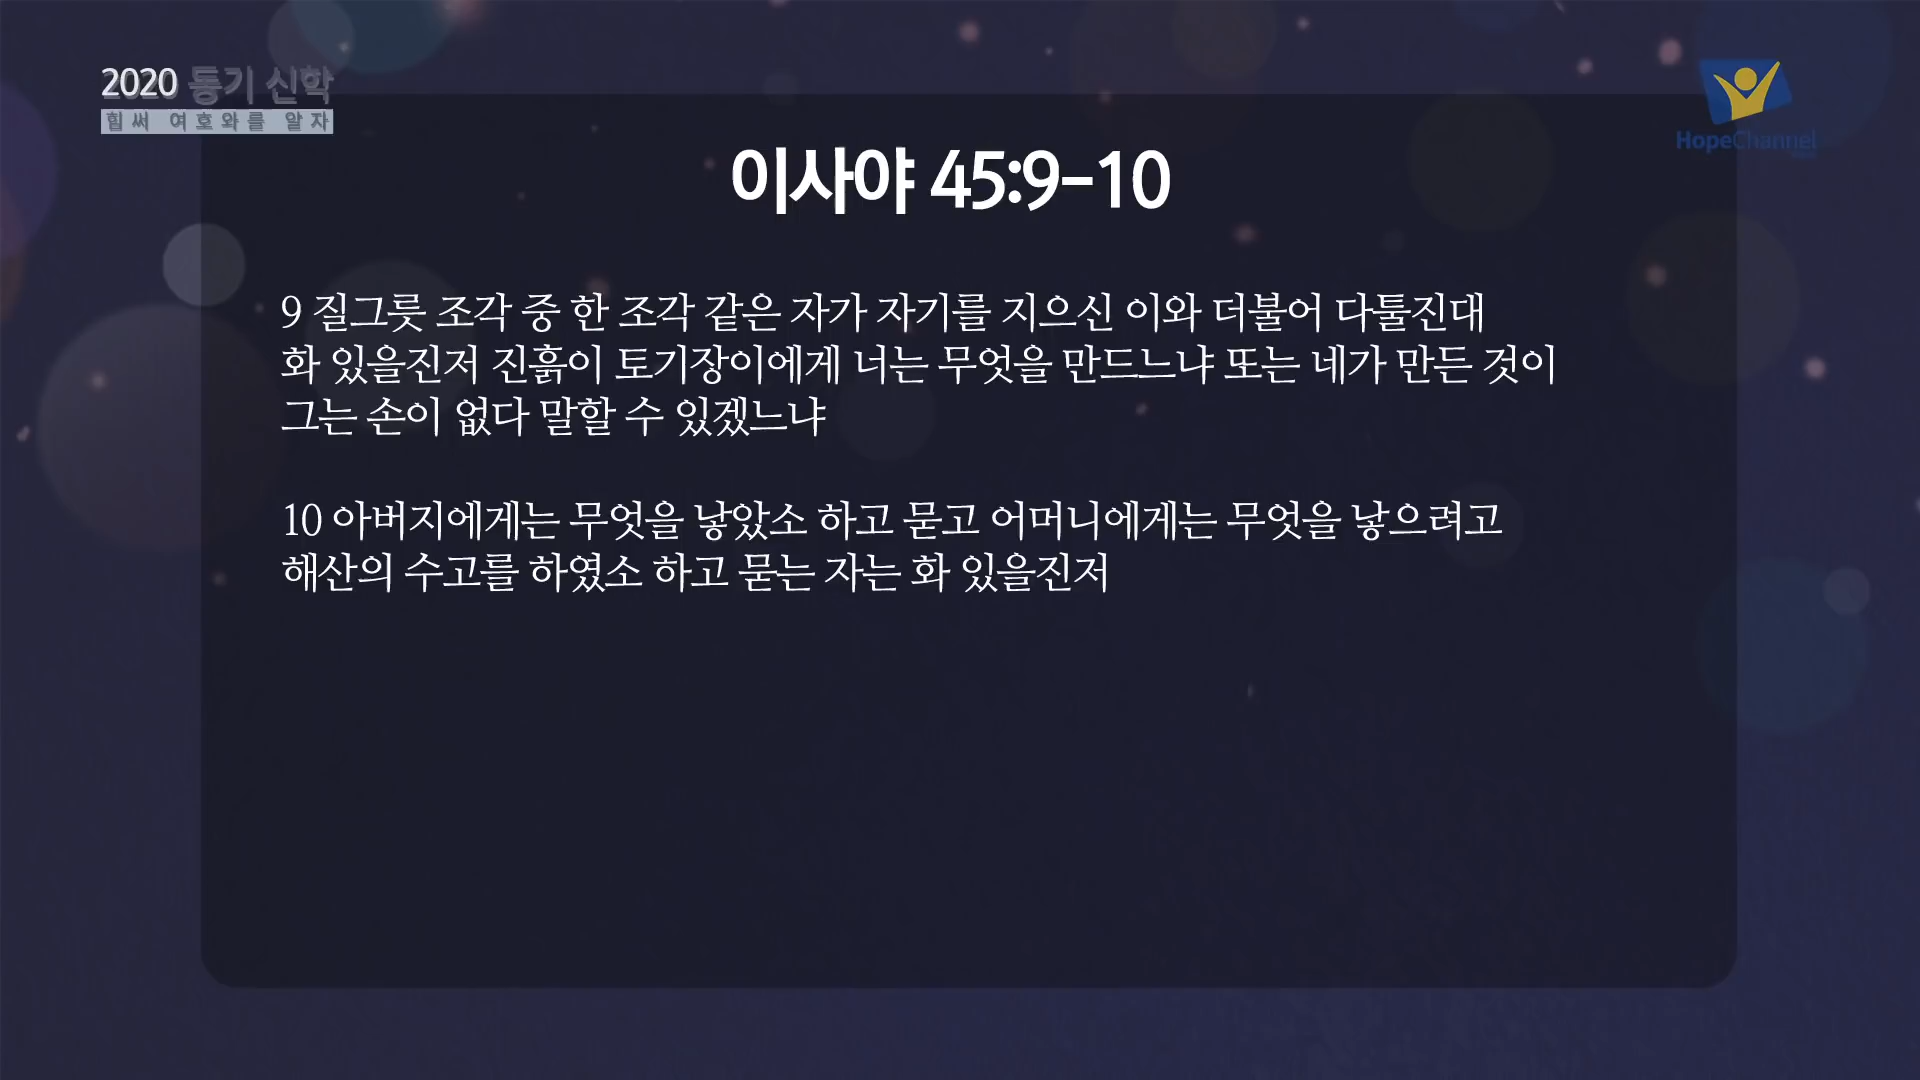 2020 동기 신학
힘써 여호와를 알자
HopeChannel
이사야 45:9-10
9 질그릇 조각 중 한 조각 같은 자가 자기를 지으신 이와 더불어 다툴진대
화 있을진저 진흙이 토기장이에게 너는 무엇을 만드느냐 또는 네가 만든 것이
그는 손이 없다 말할 수 있겠느냐
10 아버지에게는 무엇을 낳았소 하고 묻고 어머니에게는 무엇을 낳으려고
해산의 수고를 하였소 하고 묻는 자는 화 있을진저